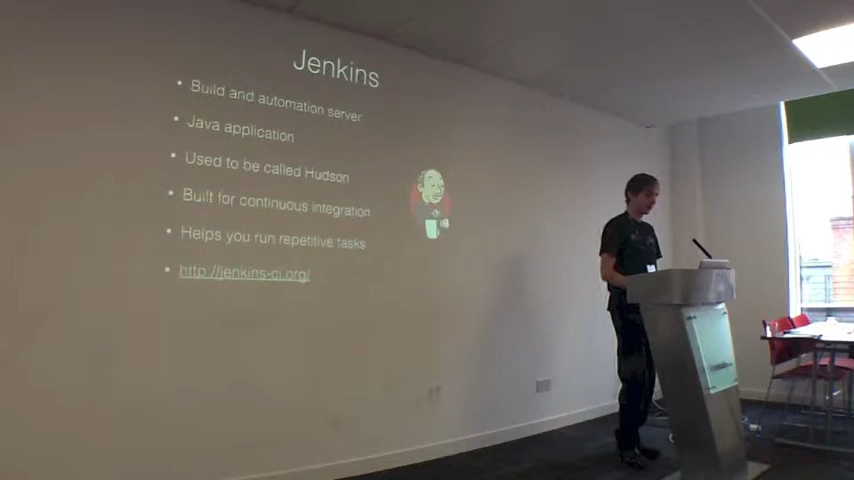 Jenkins
• Build and automation server
• Java application
• Used to be called Hudson
• Built for continuous integration
• Helps you run repetitive tasks
• http://jenkins-ci.org/